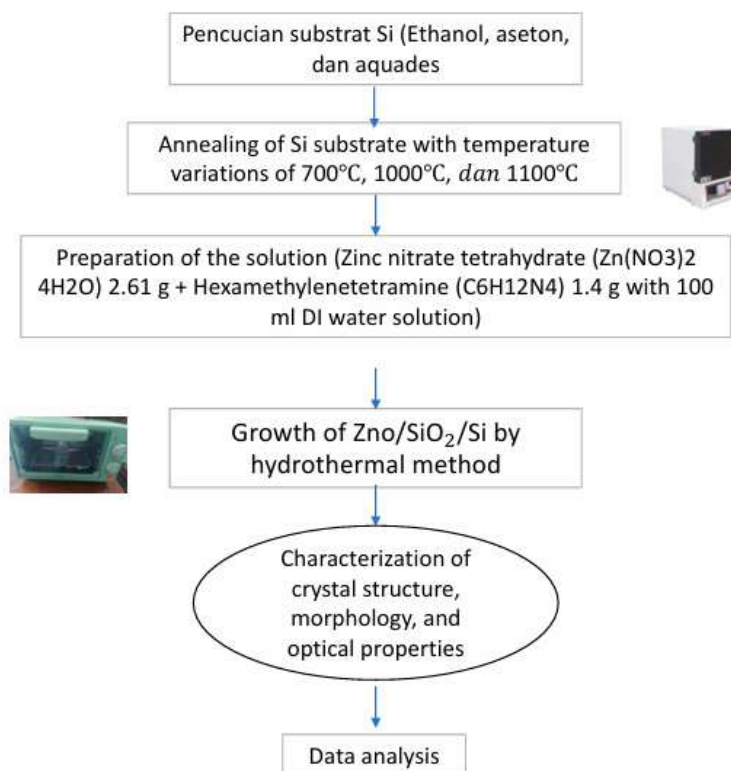 Pencucian substrat Si (Ethanol, aseton,
dan aquades
Annealing of Si substrate with temperature
variations of 700℃, 1000℃, dan 1100℃
Preparation of the solution (Zinc nitrate tetrahydrate (Zn(NO3)2
4H2O) 2.61 g + Hexamethylenetetramine (C6H12N4) 1.4 g with 100
ml DI water solution)
Growth of Zno/SiO₂/Si by
hydrothermal method
Characterization of
crystal structure,
morphology, and
optical properties
Data analysis